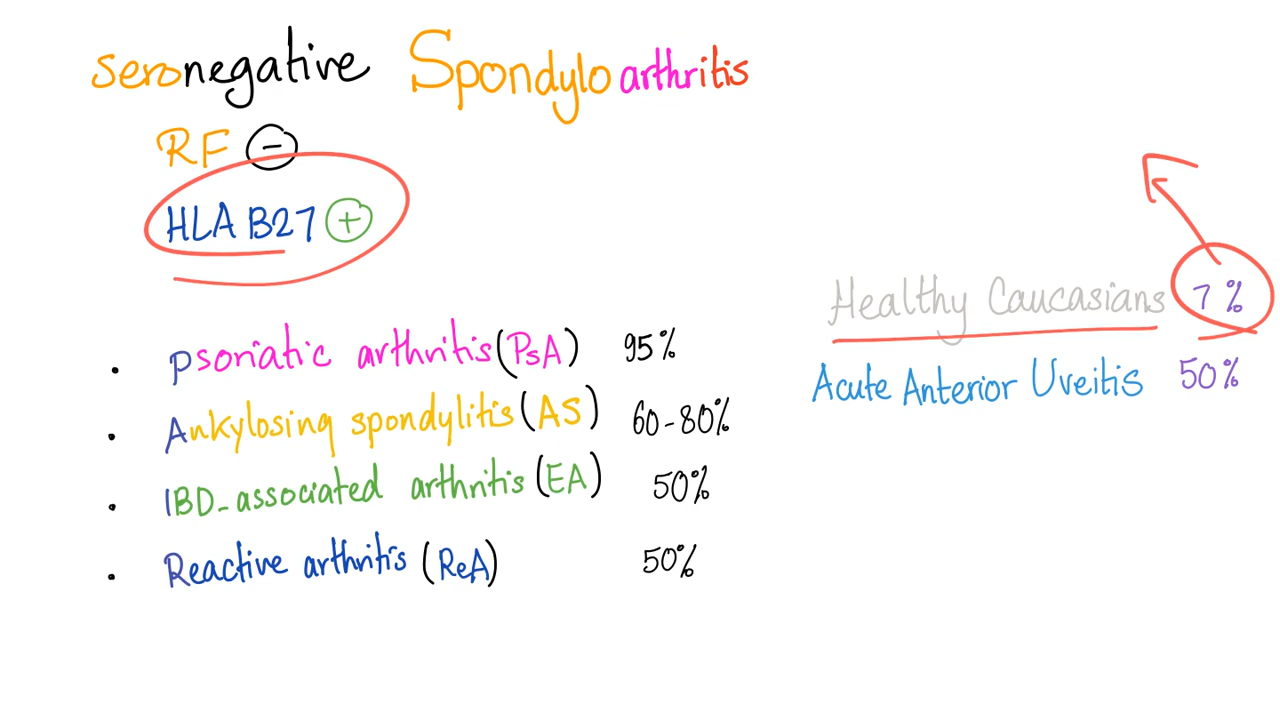 seronegative Spondyloarthritis
RF ⊖
HLA B27 ⊕
Healthy Caucasians 7%
Acute Anterior Uveitis 50%
• Psoriatic arthritis (PsA) 95%
• Ankylosing spondylitis (AS) 60-80%
• IBD-associated arthritis (EA) 50%
• Reactive arthritis (ReA) 50%